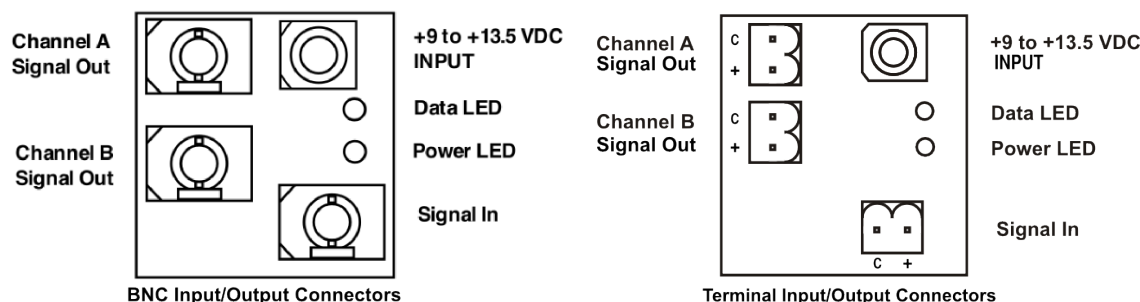 Channel A
Signal Out
+9 to +13.5 VDC
INPUT
Data LED
Channel B
Signal Out
Power LED
Signal In
BNC Input/Output Connectors
Channel A
Signal Out
C
+
+9 to +13.5 VDC
INPUT
Channel B
Signal Out
C
+
Data LED
Power LED
Signal In
C +
Terminal Input/Output Connectors